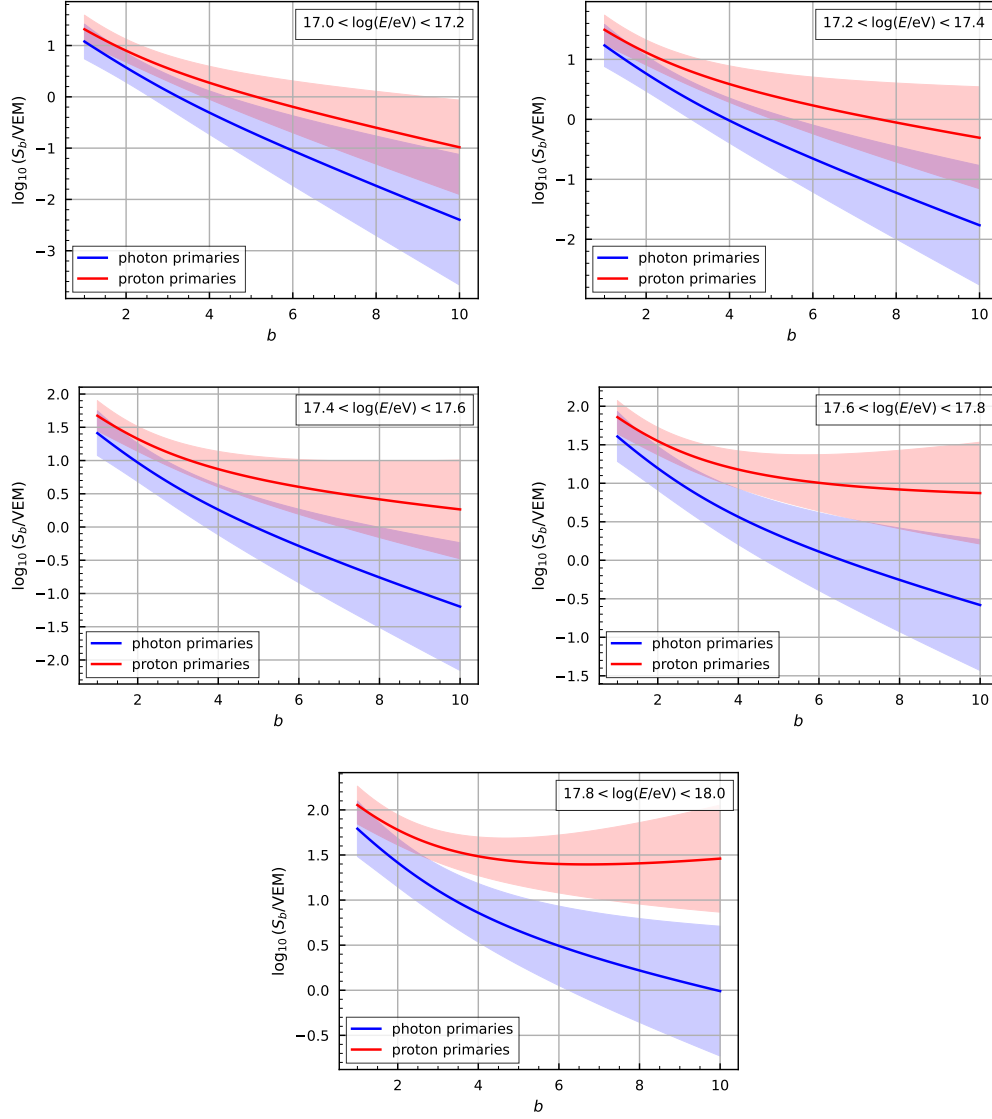 17.0 < log(E/eV) < 17.2
log₁₀(S_b/VEM)
1
0
−1
−2
−3
photon primaries
proton primaries
2 4 6 8 10
b
17.2 < log(E/eV) < 17.4
log₁₀(S_b/VEM)
1
0
−1
−2
photon primaries
proton primaries
2 4 6 8 10
b
17.4 < log(E/eV) < 17.6
log₁₀(S_b/VEM)
2.0
1.5
1.0
0.5
0.0
−0.5
−1.0
−1.5
−2.0
photon primaries
proton primaries
2 4 6 8 10
b
17.6 < log(E/eV) < 17.8
log₁₀(S_b/VEM)
2.0
1.5
1.0
0.5
0.0
−0.5
−1.0
−1.5
photon primaries
proton primaries
2 4 6 8 10
b
17.8 < log(E/eV) < 18.0
log₁₀(S_b/VEM)
2.0
1.5
1.0
0.5
0.0
−0.5
photon primaries
proton primaries
2 4 6 8 10
b